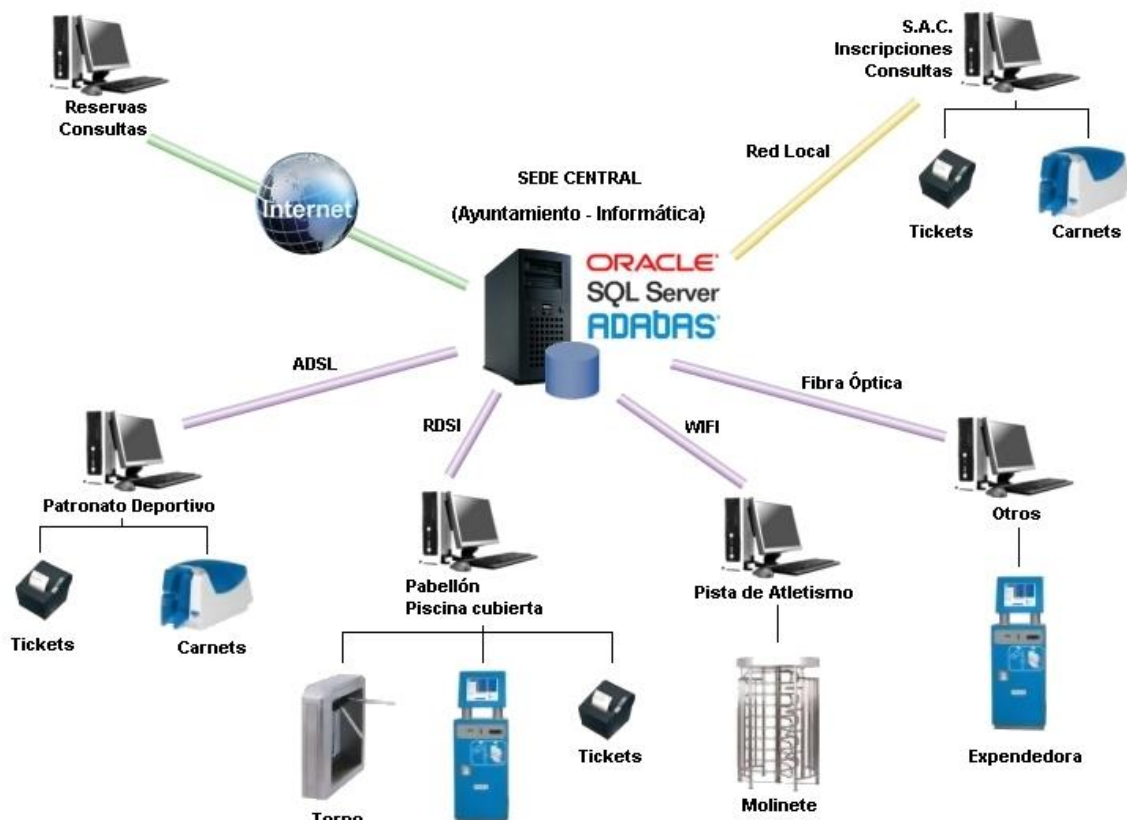 Reservas
Consultas
S.A.C.
Inscripciones
Consultas
Internet
Red Local
SEDE CENTRAL
(Ayuntamiento - Informática)
Tickets
Carnets
ORACLE
SQL Server
ADABAS
ADSL
RDSI
WIFI
Fibra Óptica
Patronato Deportivo
Otros
Pabellón
Piscina cubierta
Pista de Atletismo
Tickets
Carnets
Tickets
Expendedora
Molinete
Torno